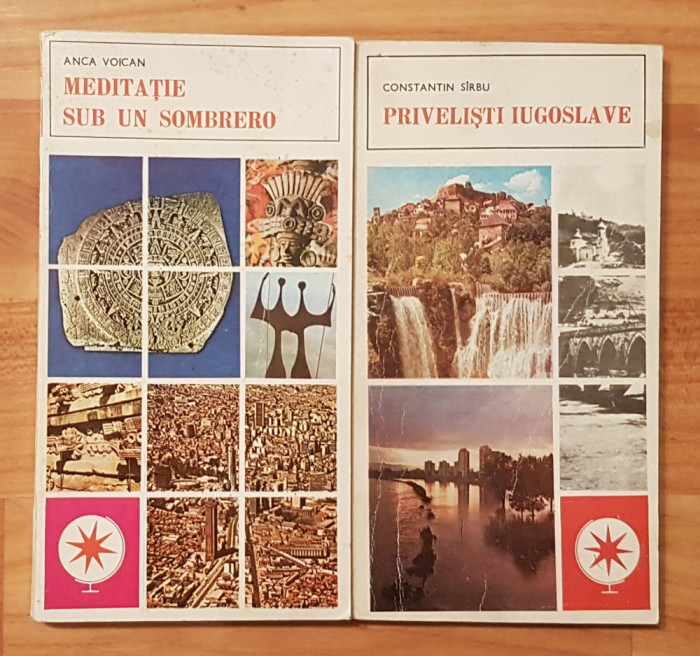 ANCA VOICAN
MEDITAȚIE
SUB UN SOMBRERO
CONSTANTIN SÎRBU
PRIVELIȘTI IUGOSLAVE